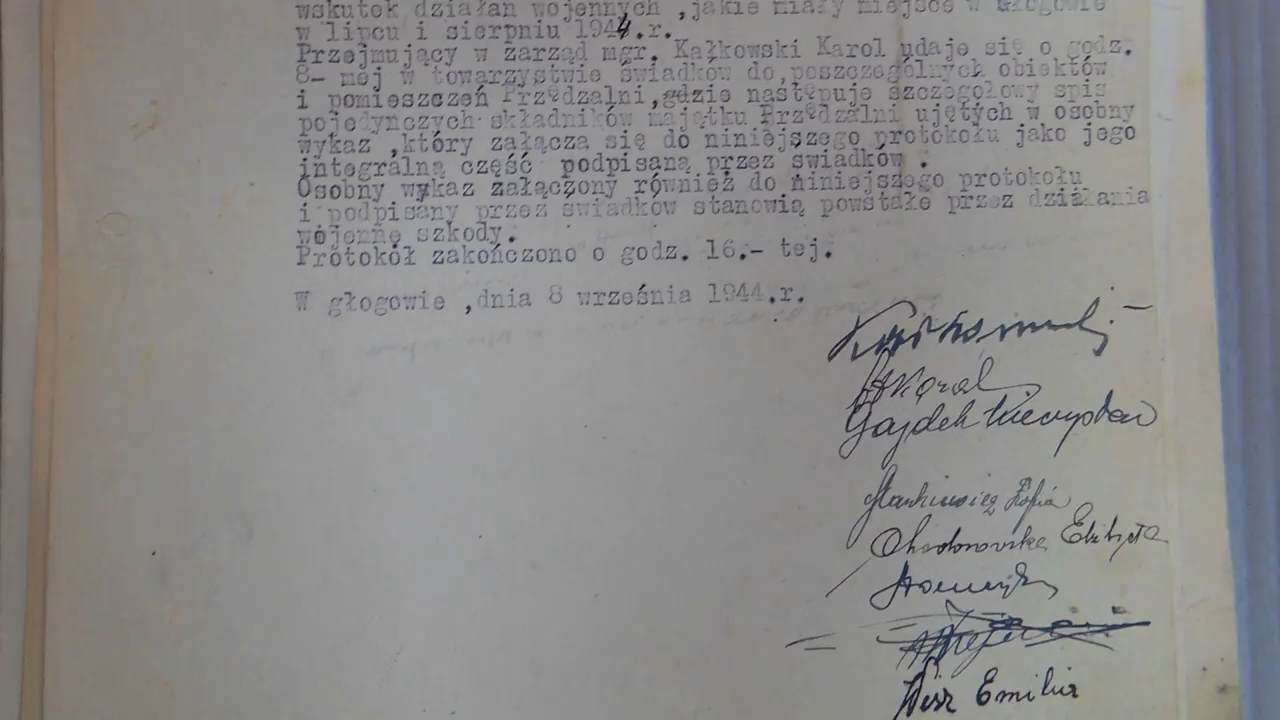 wskutek działań wojennych ,jakie miały miejsce w Głogowie
w lipcu i sierpniu 1944.r.
Przejmujący w zarząd mgr. Kałkowski Karol udaje się o godz.
8- mej w towarzystwie świadków do poszczególnych obiektów
i pomieszczeń Przędzalni,gdzie następuje szczegółowy spis
pojedynczych składników majątku Przędzalni ujętych w osobny
wykaz ,który załącza się do niniejszego protokołu jako jego
integralną część podpisaną przez świadków .
Osobny wykaz załączony również do niniejszego protokołu
i podpisany przez świadków stanowią powstałe przez działania
wojenne szkody.
Protokół zakończono o godz. 16.- tej.
W głogowie ,dnia 8 września 1944.r.
Gajdek Mieczysław
Stankiewicz Zofia
Elżbieta
Emilia